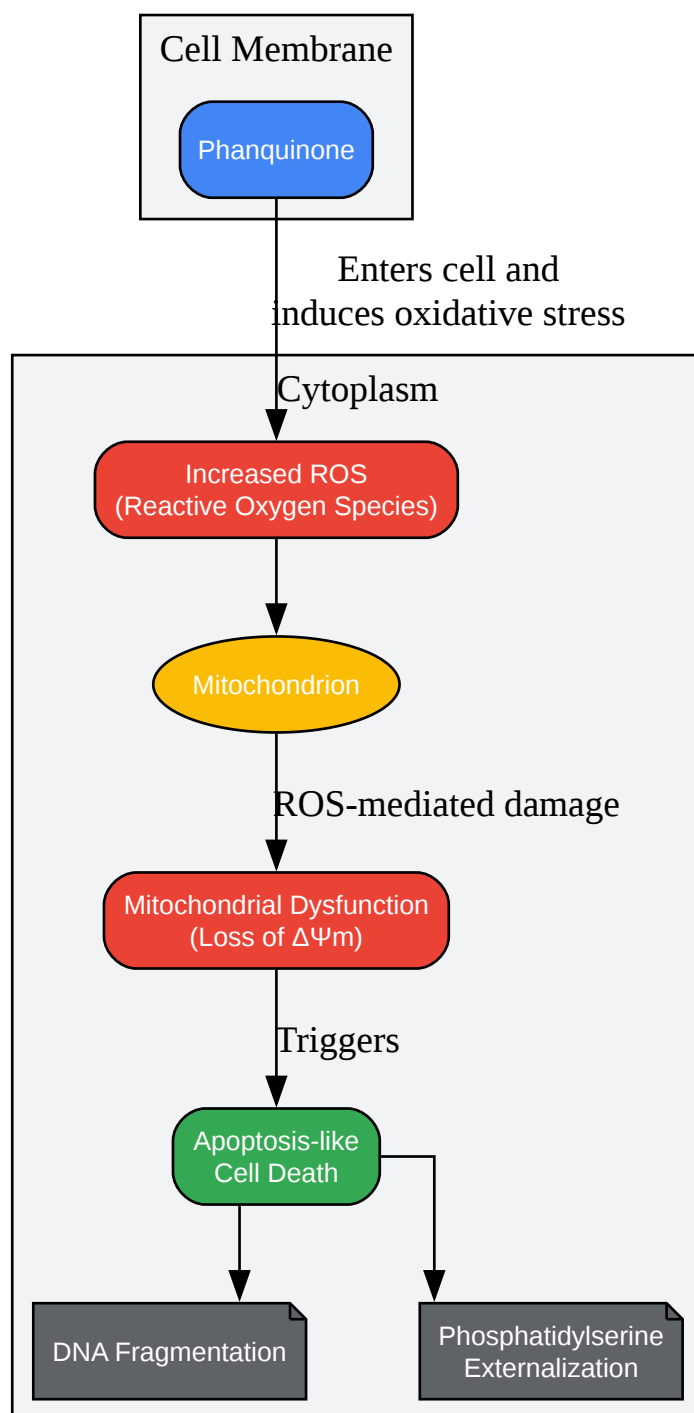 Cell Membrane
Phanquinone
Enters cell and
induces oxidative stress
Cytoplasm
Increased ROS
(Reactive Oxygen Species)
Mitochondrion
ROS-mediated damage
Mitochondrial Dysfunction
(Loss of ΔΨm)
Triggers
Apoptosis-like
Cell Death
DNA Fragmentation
Phosphatidylserine
Externalization